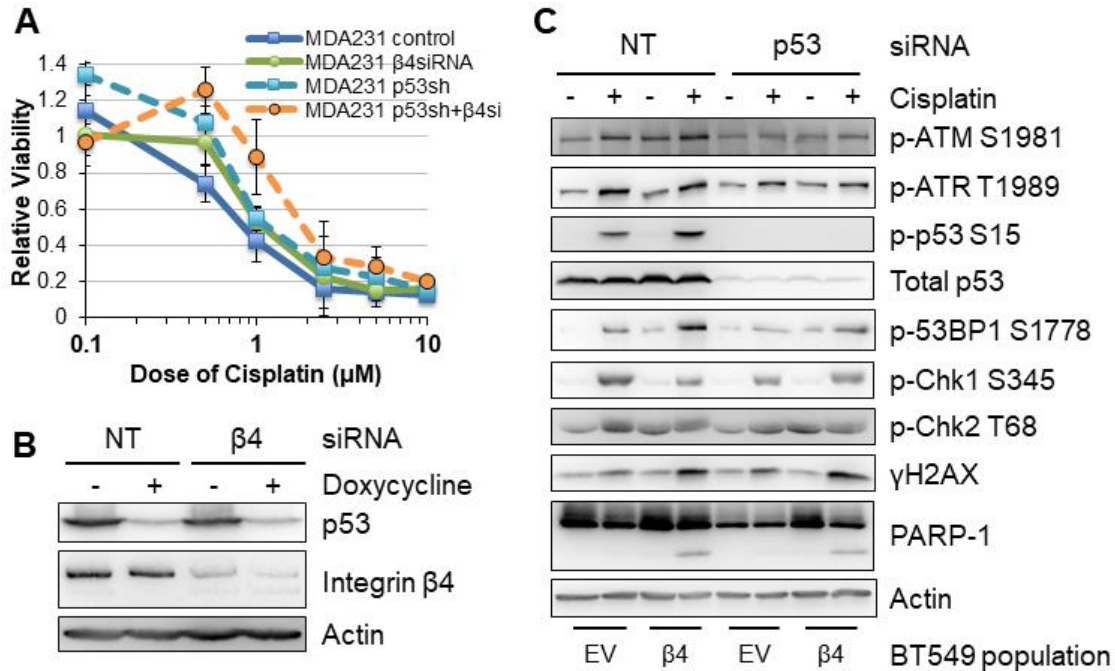 A
MDA231 control
MDA231 β4siRNA
MDA231 p53sh
MDA231 p53sh+β4si
Relative Viability
1.4
1.2
1
0.8
0.6
0.4
0.2
0
0.1 1 10
Dose of Cisplatin (µM)
B
NT β4 siRNA
- + - + Doxycycline
p53
Integrin β4
Actin
C
NT p53 siRNA
- + - + - + - + Cisplatin
p-ATM S1981
p-ATR T1989
p-p53 S15
Total p53
p-53BP1 S1778
p-Chk1 S345
p-Chk2 T68
γH2AX
PARP-1
Actin
EV β4 EV β4 BT549 population